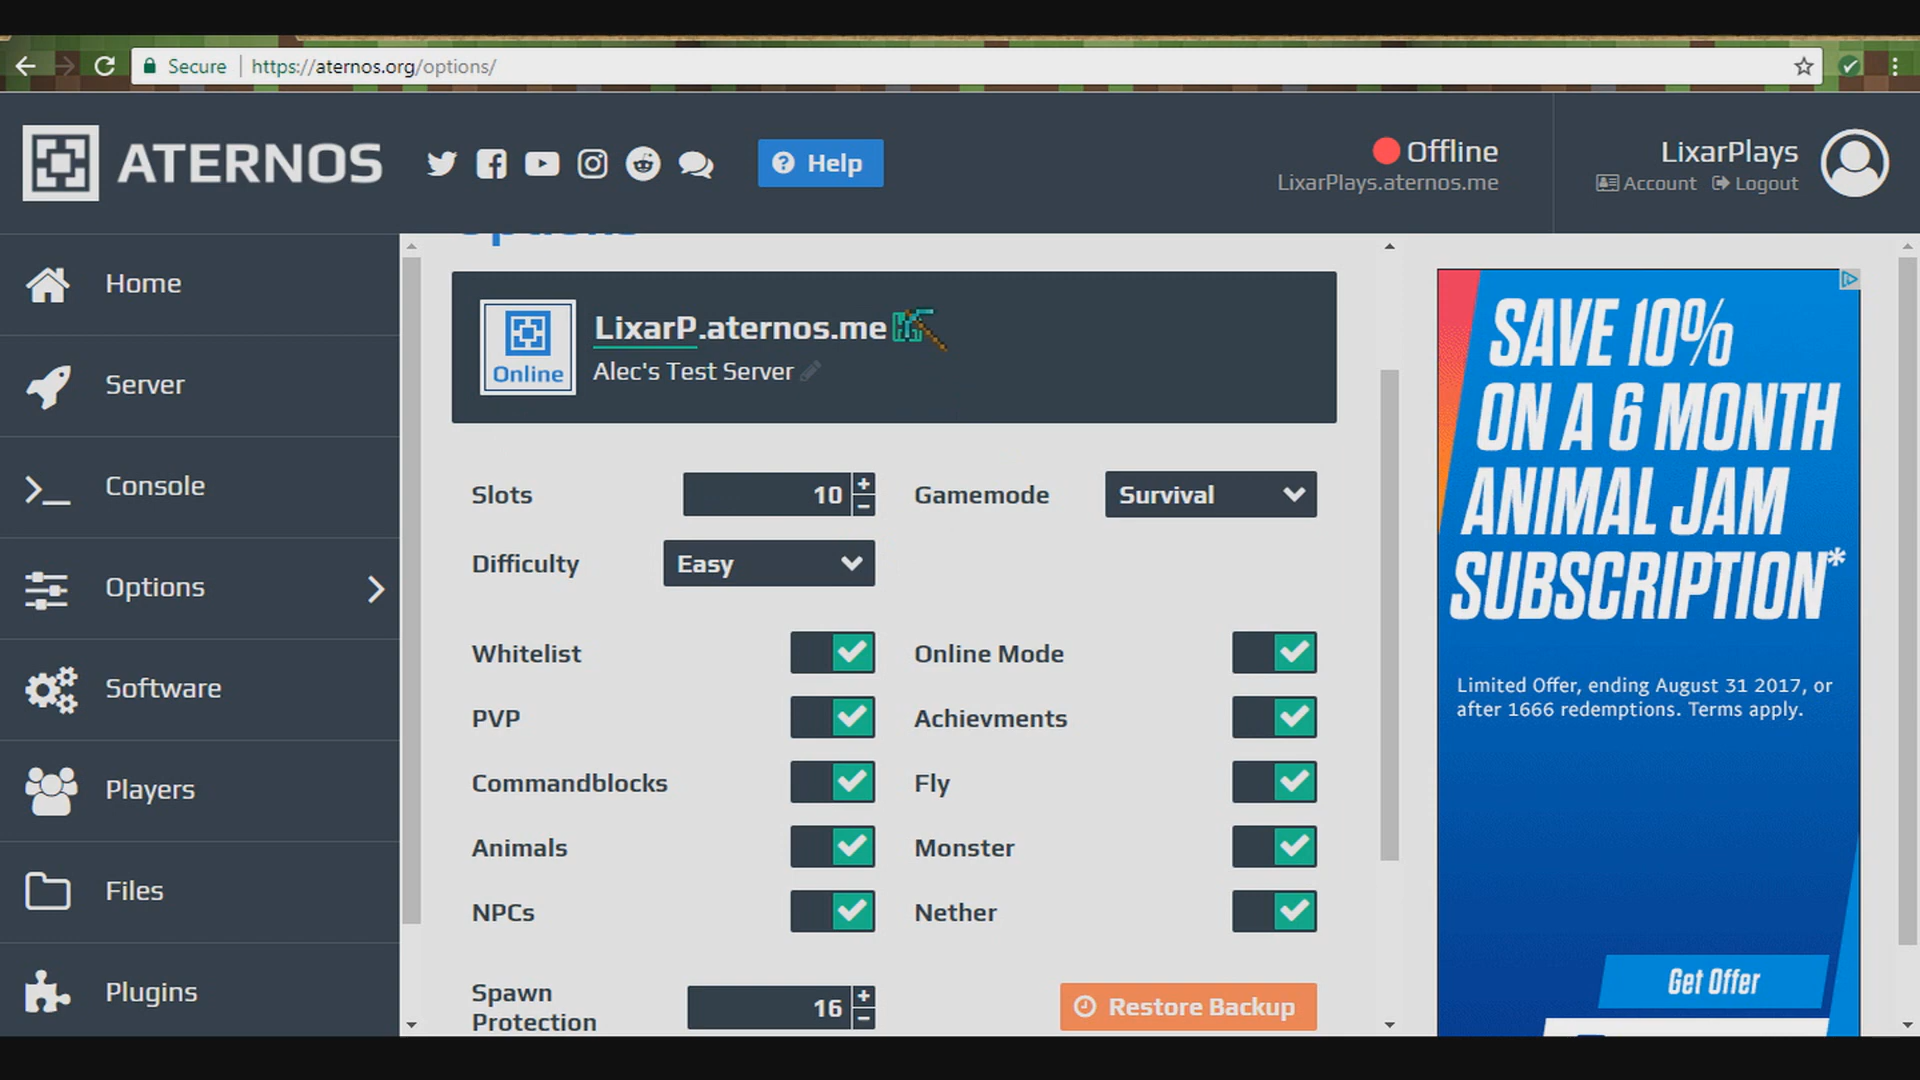 Secure
https://aternos.org/options/
ATERNOS
Help
Offline
LixarPlays.aternos.me
LixarPlays
Account
Logout
Home
Server
Console
Options
Software
Players
Files
Plugins
Options
Online
LixarP.aternos.me
Alec's Test Server
Slots
10
Gamemode
Survival
Difficulty
Easy
Whitelist
Online Mode
PVP
Achievments
Commandblocks
Fly
Animals
Monster
NPCs
Nether
Spawn
Protection
16
Restore Backup
SAVE 10%
ON A 6 MONTH
ANIMAL JAM
SUBSCRIPTION*
Limited Offer, ending August 31 2017, or
after 1666 redemptions. Terms apply.
Get Offer